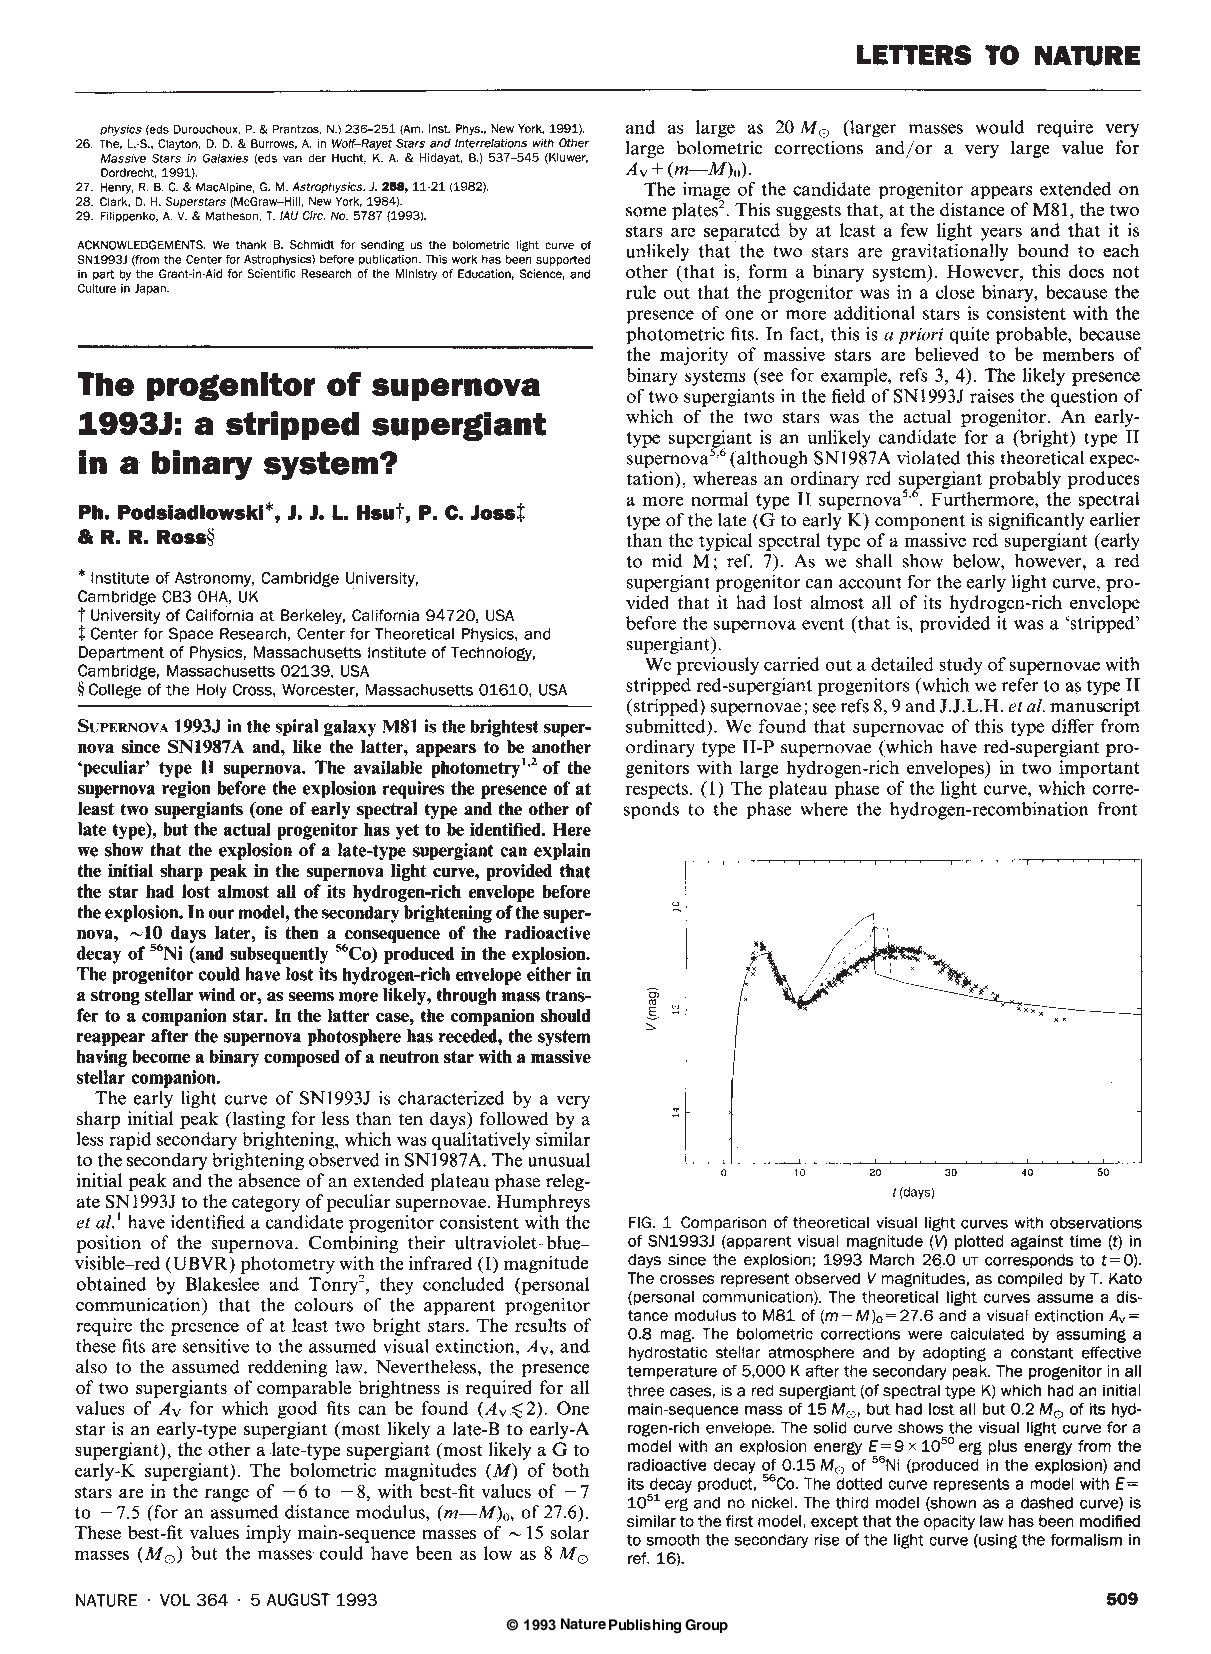 LETTERS TO NATURE
physics (eds Durouchoux, P. & Prantzos, N.) 236–251 (Am. Inst. Phys., New York, 1991).
26. The, L.-S., Clayton, D. D. & Burrows, A. in Wolf–Rayet Stars and Interrelations with Other
Massive Stars in Galaxies (eds van der Hucht, K. A. & Hidayat, B.) 537–545 (Kluwer,
Dordrecht, 1991).
27. Henry, R. B. C. & MacAlpine, G. M. Astrophysics. J. 258, 11-21 (1982).
28. Clark, D. H. Superstars (McGraw–Hill, New York, 1984).
29. Filippenko, A. V. & Matheson, T. IAU Circ. No. 5787 (1993).
ACKNOWLEDGEMENTS. We thank B. Schmidt for sending us the bolometric light curve of
SN1993J (from the Center for Astrophysics) before publication. This work has been supported
in part by the Grant-in-Aid for Scientific Research of the Ministry of Education, Science, and
Culture in Japan.
The progenitor of supernova
1993J: a stripped supergiant
in a binary system?
Ph. Podsiadlowski*, J. J. L. Hsu†, P. C. Joss‡
& R. R. Ross§
* Institute of Astronomy, Cambridge University,
Cambridge CB3 0HA, UK
† University of California at Berkeley, California 94720, USA
‡ Center for Space Research, Center for Theoretical Physics, and
Department of Physics, Massachusetts Institute of Technology,
Cambridge, Massachusetts 02139, USA
§ College of the Holy Cross, Worcester, Massachusetts 01610, USA
SUPERNOVA 1993J in the spiral galaxy M81 is the brightest super-
nova since SN1987A and, like the latter, appears to be another
‘peculiar’ type II supernova. The available photometry1,2 of the
supernova region before the explosion requires the presence of at
least two supergiants (one of early spectral type and the other of
late type), but the actual progenitor has yet to be identified. Here
we show that the explosion of a late-type supergiant can explain
the initial sharp peak in the supernova light curve, provided that
the star had lost almost all of its hydrogen-rich envelope before
the explosion. In our model, the secondary brightening of the super-
nova, ~10 days later, is then a consequence of the radioactive
decay of 56Ni (and subsequently 56Co) produced in the explosion.
The progenitor could have lost its hydrogen-rich envelope either in
a strong stellar wind or, as seems more likely, through mass trans-
fer to a companion star. In the latter case, the companion should
reappear after the supernova photosphere has receded, the system
having become a binary composed of a neutron star with a massive
stellar companion.
The early light curve of SN1993J is characterized by a very
sharp initial peak (lasting for less than ten days) followed by a
less rapid secondary brightening, which was qualitatively similar
to the secondary brightening observed in SN1987A. The unusual
initial peak and the absence of an extended plateau phase releg-
ate SN1993J to the category of peculiar supernovae. Humphreys
et al.1 have identified a candidate progenitor consistent with the
position of the supernova. Combining their ultraviolet–blue–
visible–red (UBVR) photometry with the infrared (I) magnitude
obtained by Blakeslee and Tonry2, they concluded (personal
communication) that the colours of the apparent progenitor
require the presence of at least two bright stars. The results of
these fits are sensitive to the assumed visual extinction, AV, and
also to the assumed reddening law. Nevertheless, the presence
of two supergiants of comparable brightness is required for all
values of AV for which good fits can be found (AV ≲ 2). One
star is an early-type supergiant (most likely a late-B to early-A
supergiant), the other a late-type supergiant (most likely a G to
early-K supergiant). The bolometric magnitudes (M) of both
stars are in the range of −6 to −8, with best-fit values of −7
to −7.5 (for an assumed distance modulus, (m—M)0, of 27.6).
These best-fit values imply main-sequence masses of ~15 solar
masses (M⊙) but the masses could have been as low as 8 M⊙
and as large as 20 M⊙ (larger masses would require very
large bolometric corrections and/or a very large value for
AV + (m—M)0).
The image of the candidate progenitor appears extended on
some plates2. This suggests that, at the distance of M81, the two
stars are separated by at least a few light years and that it is
unlikely that the two stars are gravitationally bound to each
other (that is, form a binary system). However, this does not
rule out that the progenitor was in a close binary, because the
presence of one or more additional stars is consistent with the
photometric fits. In fact, this is a priori quite probable, because
the majority of massive stars are believed to be members of
binary systems (see for example, refs 3, 4). The likely presence
of two supergiants in the field of SN1993J raises the question of
which of the two stars was the actual progenitor. An early-
type supergiant is an unlikely candidate for a (bright) type II
supernova5,6 (although SN1987A violated this theoretical expec-
tation), whereas an ordinary red supergiant probably produces
a more normal type II supernova5,6. Furthermore, the spectral
type of the late (G to early K) component is significantly earlier
than the typical spectral type of a massive red supergiant (early
to mid M; ref. 7). As we shall show below, however, a red
supergiant progenitor can account for the early light curve, pro-
vided that it had lost almost all of its hydrogen-rich envelope
before the supernova event (that is, provided it was a ‘stripped’
supergiant).
We previously carried out a detailed study of supernovae with
stripped red-supergiant progenitors (which we refer to as type II
(stripped) supernovae; see refs 8, 9 and J.J.L.H. et al. manuscript
submitted). We found that supernovae of this type differ from
ordinary type II-P supernovae (which have red-supergiant pro-
genitors with large hydrogen-rich envelopes) in two important
respects. (1) The plateau phase of the light curve, which corre-
sponds to the phase where the hydrogen-recombination front
10
12
14
V (mag)
0 10 20 30 40 50
t (days)
FIG. 1 Comparison of theoretical visual light curves with observations
of SN1993J (apparent visual magnitude (V) plotted against time (t) in
days since the explosion; 1993 March 26.0 UT corresponds to t=0).
The crosses represent observed V magnitudes, as compiled by T. Kato
(personal communication). The theoretical light curves assume a dis-
tance modulus to M81 of (m−M)0=27.6 and a visual extinction AV=
0.8 mag. The bolometric corrections were calculated by assuming a
hydrostatic stellar atmosphere and by adopting a constant effective
temperature of 5,000 K after the secondary peak. The progenitor in all
three cases, is a red supergiant (of spectral type K) which had an initial
main-sequence mass of 15 M⊙, but had lost all but 0.2 M⊙ of its hyd-
rogen-rich envelope. The solid curve shows the visual light curve for a
model with an explosion energy E=9 × 10^50 erg plus energy from the
radioactive decay of 0.15 M⊙ of 56Ni (produced in the explosion) and
its decay product, 56Co. The dotted curve represents a model with E=
10^51 erg and no nickel. The third model (shown as a dashed curve) is
similar to the first model, except that the opacity law has been modified
to smooth the secondary rise of the light curve (using the formalism in
ref. 16).
NATURE · VOL 364 · 5 AUGUST 1993
509
© 1993 Nature Publishing Group